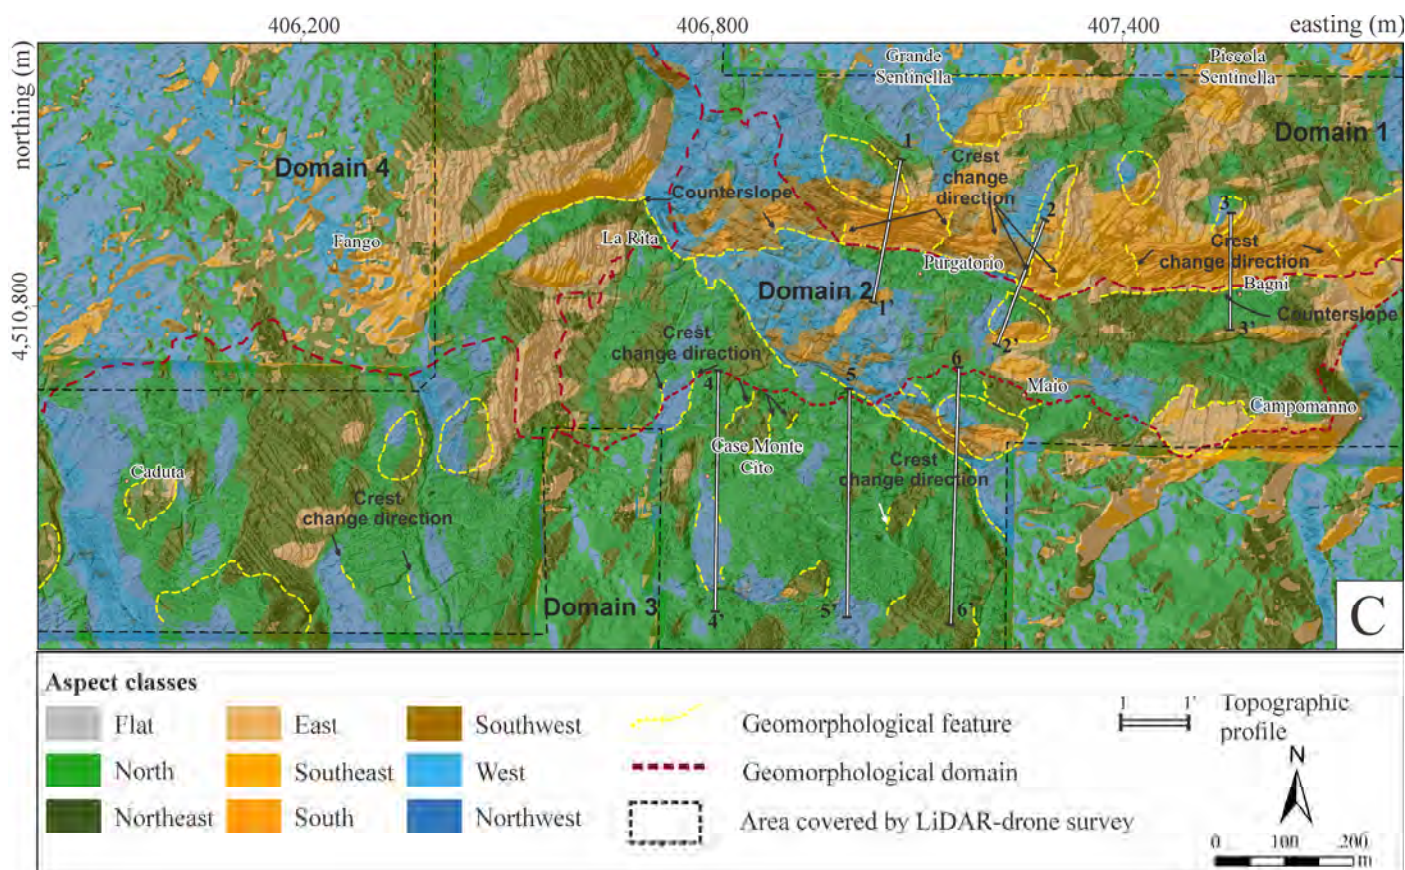 406,200
406,800
407,400
easting (m)
northing (m)
4,510,800
Grande
Sentinella
Piccola
Sentinella
Domain 1
Domain 4
1
Crest
change
direction
Counterslope
2
3
Fango
La Rita
Purgatorio
Crest
change direction
Bagni
Domain 2
1'
Counterslope
3'
Crest
change direction
2'
4
5
6
Maio
Campomanno
Case Monte
Cito
Caduta
Crest
change direction
Crest
change direction
Domain 3
4'
5'
6'
C
Aspect classes
Flat
East
Southwest
Geomorphological feature
1
1'
Topographic
profile
North
Southeast
West
Geomorphological domain
N
Northeast
South
Northwest
Area covered by LiDAR-drone survey
0
100
200
m